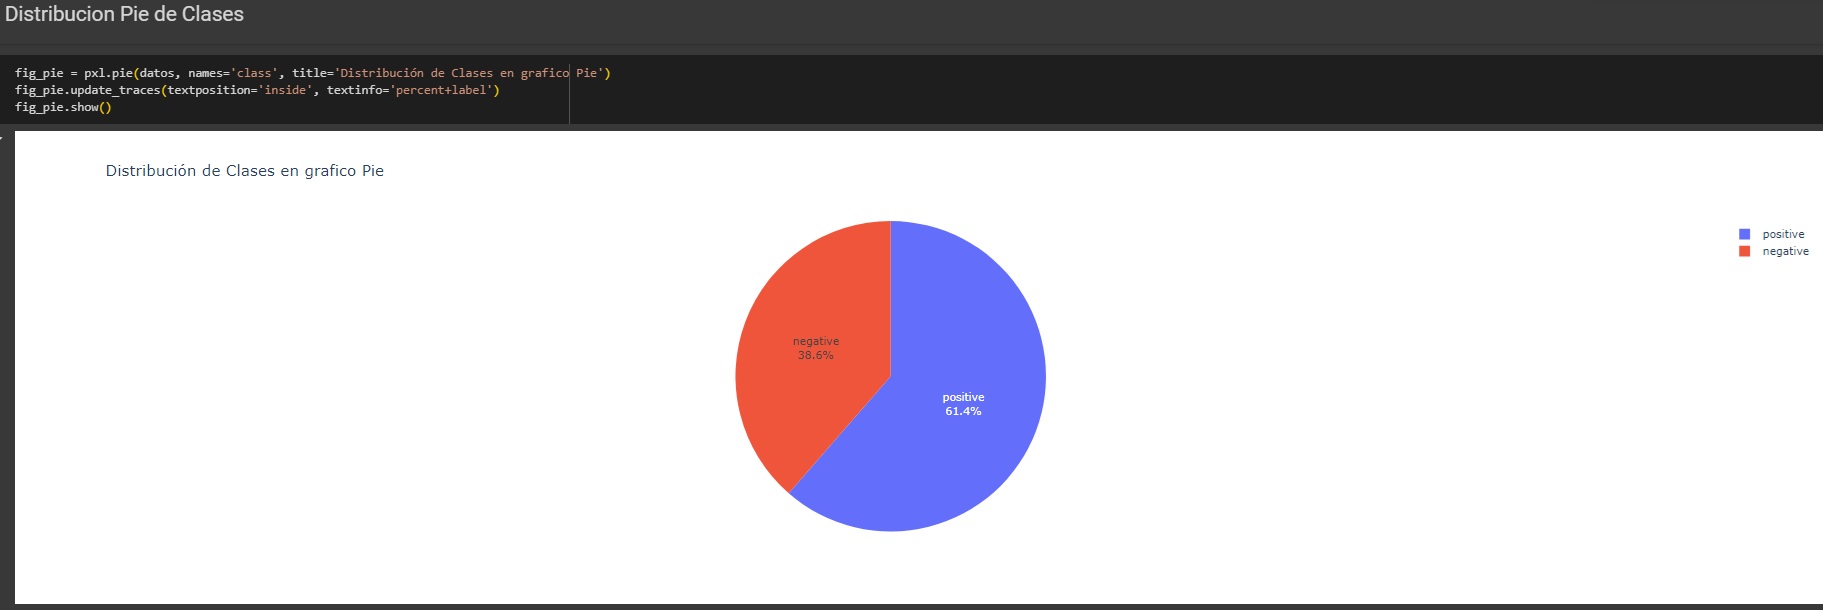 Distribucion Pie de Clases
fig_pie = pxl.pie(datos, names='class', title='Distribución de Clases en grafico Pie')
fig_pie.update_traces(textposition='inside', textinfo='percent+label')
fig_pie.show()
Distribución de Clases en grafico Pie
positive
negative
negative
38.6%
positive
61.4%